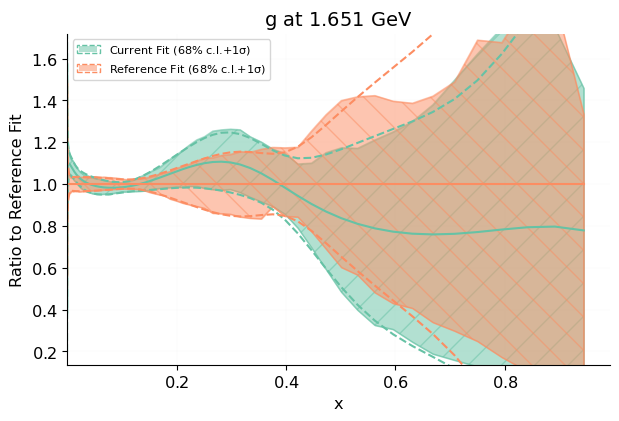 g at 1.651 GeV
Current Fit (68% c.l.+1σ)
Reference Fit (68% c.l.+1σ)
Ratio to Reference Fit
1.6
1.4
1.2
1.0
0.8
0.6
0.4
0.2
0.2 0.4 0.6 0.8
x